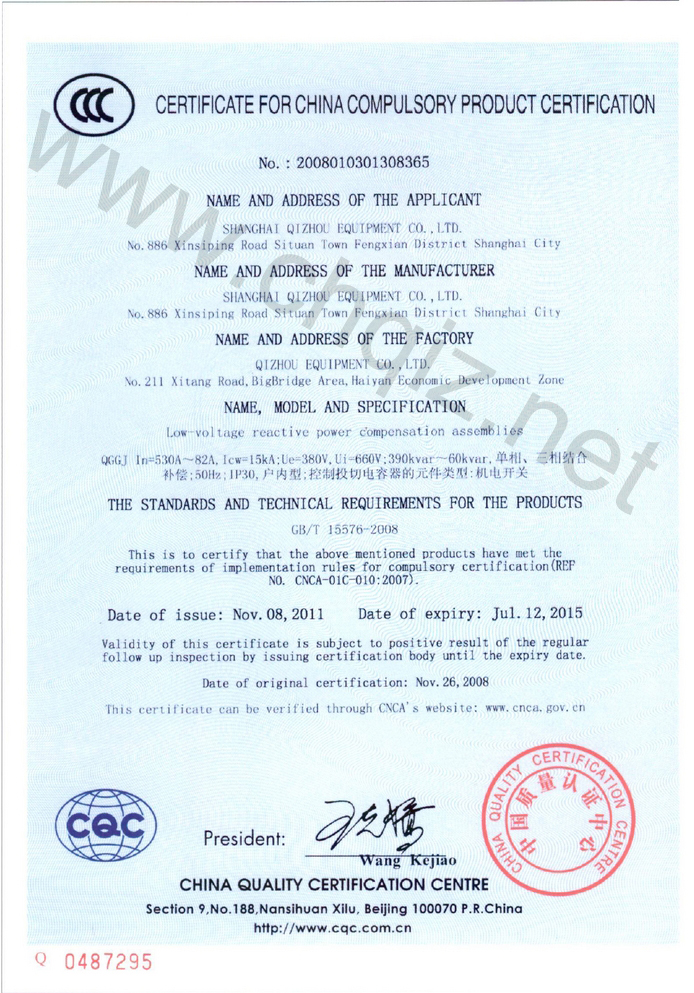 CCC
CERTIFICATE FOR CHINA COMPULSORY PRODUCT CERTIFICATION
No. : 2008010301308365
NAME AND ADDRESS OF THE APPLICANT
SHANGHAI QIZHOU EQUIPMENT CO.,LTD.
No.886 Xinsiping Road Situan Town Fengxian District Shanghai City
NAME AND ADDRESS OF THE MANUFACTURER
SHANGHAI QIZHOU EQUIPMENT CO.,LTD.
No.886 Xinsiping Road Situan Town Fengxian District Shanghai City
NAME AND ADDRESS OF THE FACTORY
QIZHOU EQUIPMENT CO.,LTD.
No.211 Xitang Road,BigBridge Area,Haiyan Economic Development Zone
NAME, MODEL AND SPECIFICATION
Low-voltage reactive power compensation assemblies
QGGJ In=530A~82A,Icw=15kA;Ue=380V,Ui=660V;390kvar~60kvar,单相、三相结合
补偿;50Hz;IP30,户内型;控制投切电容器的元件类型:机电开关
THE STANDARDS AND TECHNICAL REQUIREMENTS FOR THE PRODUCTS
GB/T 15576-2008
This is to certify that the above mentioned products have met the
requirements of implementation rules for compulsory certification(REF
NO. CNCA-01C-010:2007).
Date of issue: Nov.08,2011 Date of expiry: Jul.12,2015
Validity of this certificate is subject to positive result of the regular
follow up inspection by issuing certification body until the expiry date.
Date of original certification: Nov.26,2008
This certificate can be verified through CNCA's website: www.cnca.gov.cn
www.chqiz.net
CHINA QUALITY CERTIFICATION CENTRE
中国质量认证中心
CQC
President:
王克娇
Wang Kejiao
CHINA QUALITY CERTIFICATION CENTRE
Section 9,No.188,Nansihuan Xilu, Beijing 100070 P.R.China
http://www.cqc.com.cn
Q 0487295